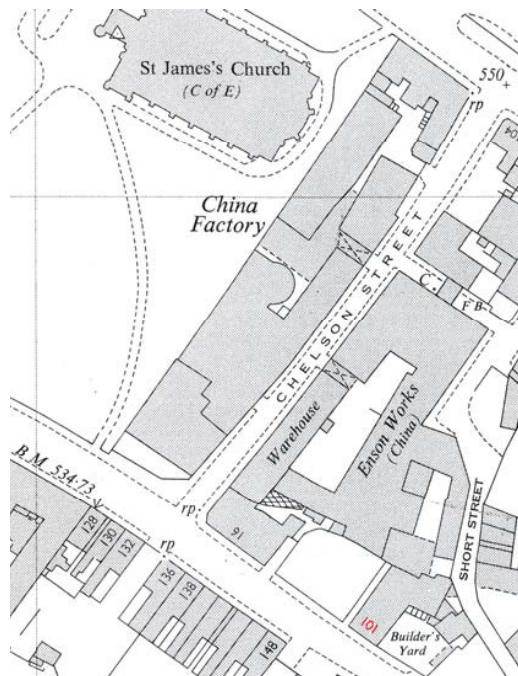 St James's Church
(C of E)
550
rp
104
China
Factory
CHELSON STREET
C.
F B
Warehouse
Enson Works
(China)
B.M. 534·73
128
130
132
rp
rp
91
136
138
148
101
Builder's
Yard
SHORT STREET